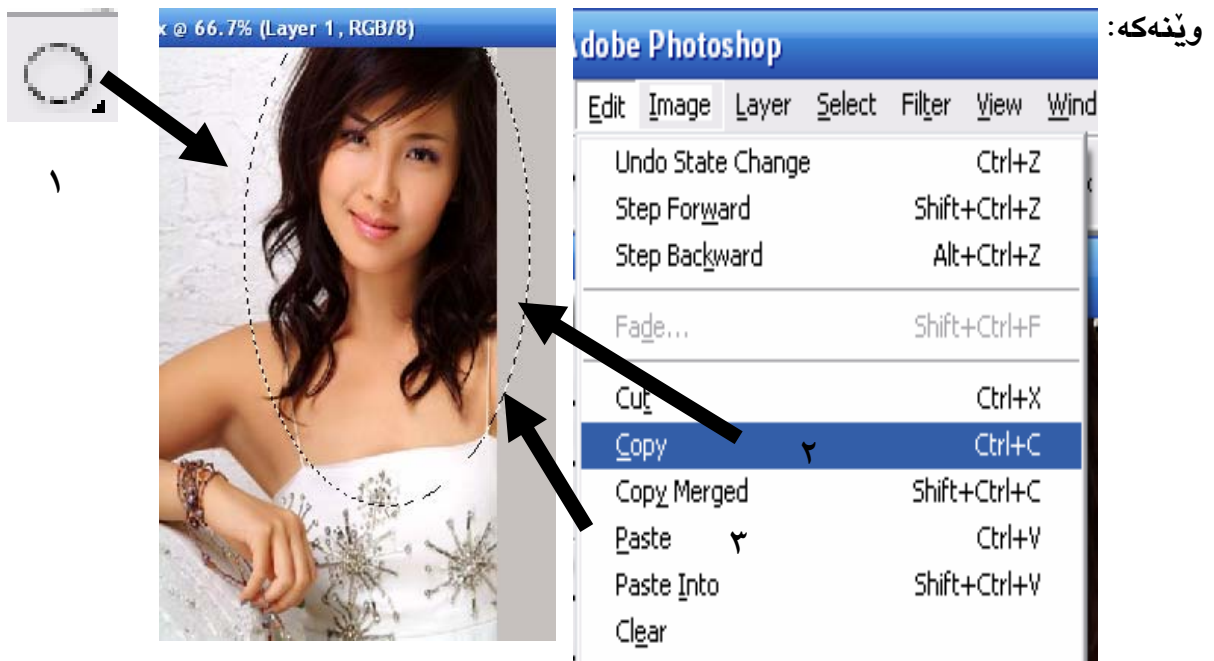 وێنەکە:
x @ 66.7% (Layer 1, RGB/8)
dobe Photoshop
Edit Image Layer Select Filter View Wind
Undo State Change Ctrl+Z
Step Forward Shift+Ctrl+Z
Step Backward Alt+Ctrl+Z
Fade... Shift+Ctrl+F
Cut Ctrl+X
Copy ٢ Ctrl+C
Copy Merged Shift+Ctrl+C
Paste ٣ Ctrl+V
Paste Into Shift+Ctrl+V
Clear
١